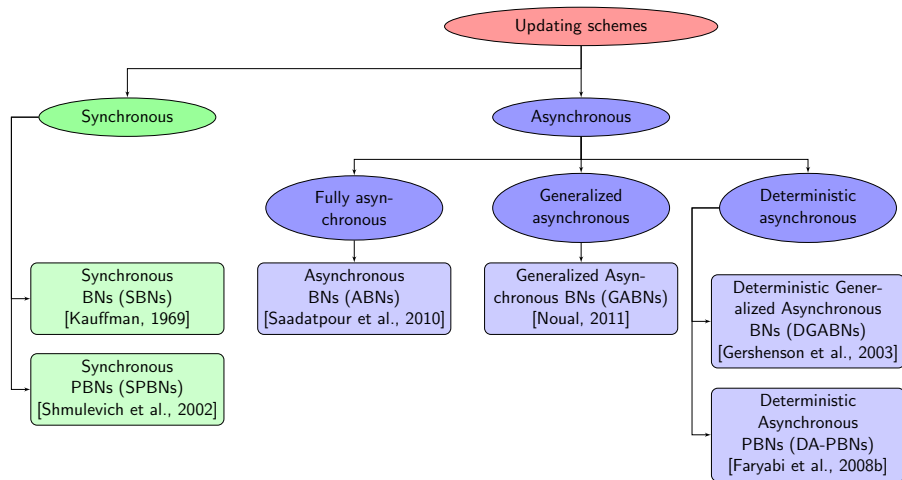 Updating schemes
Synchronous
Asynchronous
Fully asyn-
chronous
Generalized
asynchronous
Deterministic
asynchronous
Synchronous
BNs (SBNs)
[Kauffman, 1969]
Asynchronous
BNs (ABNs)
[Saadatpour et al., 2010]
Generalized Asyn-
chronous BNs (GABNs)
[Noual, 2011]
Deterministic Gener-
alized Asynchronous
BNs (DGABNs)
[Gershenson et al., 2003]
Synchronous
PBNs (SPBNs)
[Shmulevich et al., 2002]
Deterministic
Asynchronous
PBNs (DA-PBNs)
[Faryabi et al., 2008b]